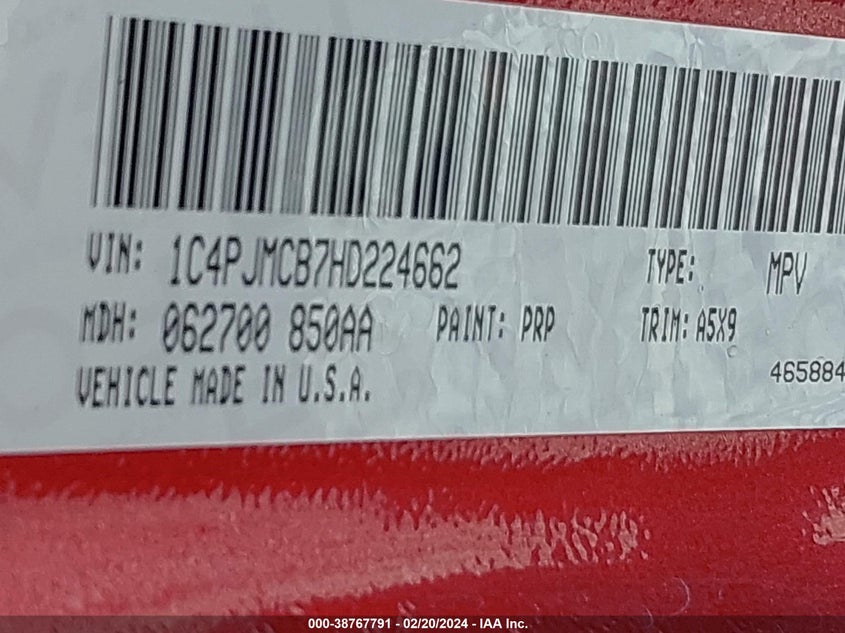 VIN: 1C4PJMCB7HD224662 TYPE: MPV
MDH: 062700 850AA PAINT: PRP TRIM: A5X9
VEHICLE MADE IN U.S.A. 465884
000-38767791 - 02/20/2024 - IAA Inc.